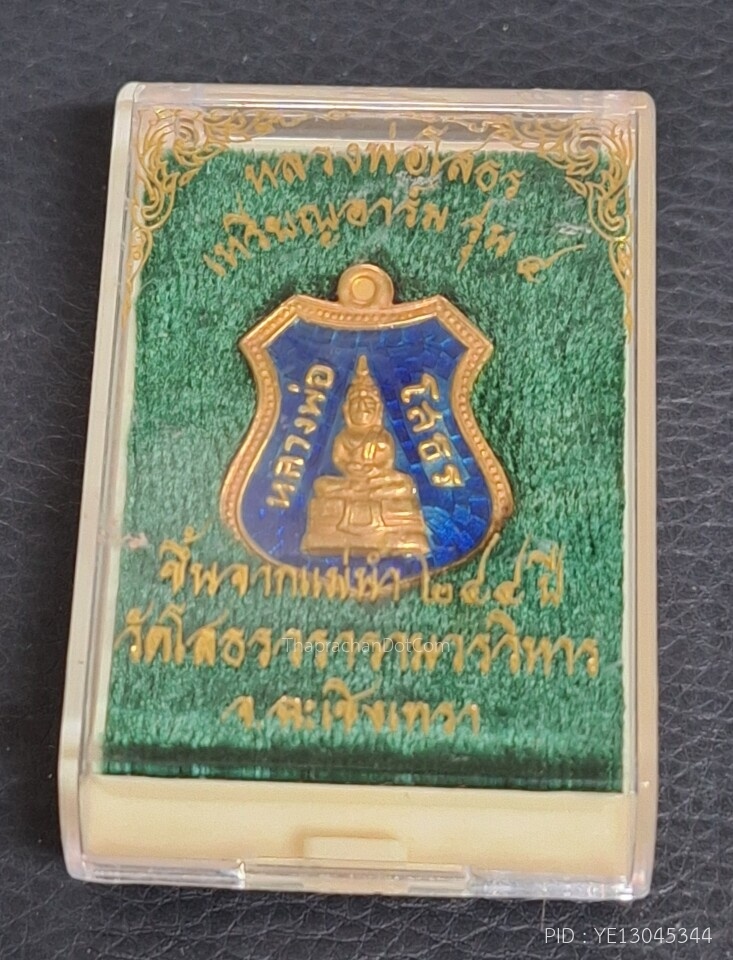 หลวงพ่อโสธร
เหรียญอาร์ม รุ่น ๕
หลวงพ่อ
โสธร
ขึ้นจากแม่น้ำ ๒๔๔ ปี
วัดโสธรวรารามวรวิหาร
จ.ฉะเชิงเทรา
ThaprachanDotCom
PID : YE13045344